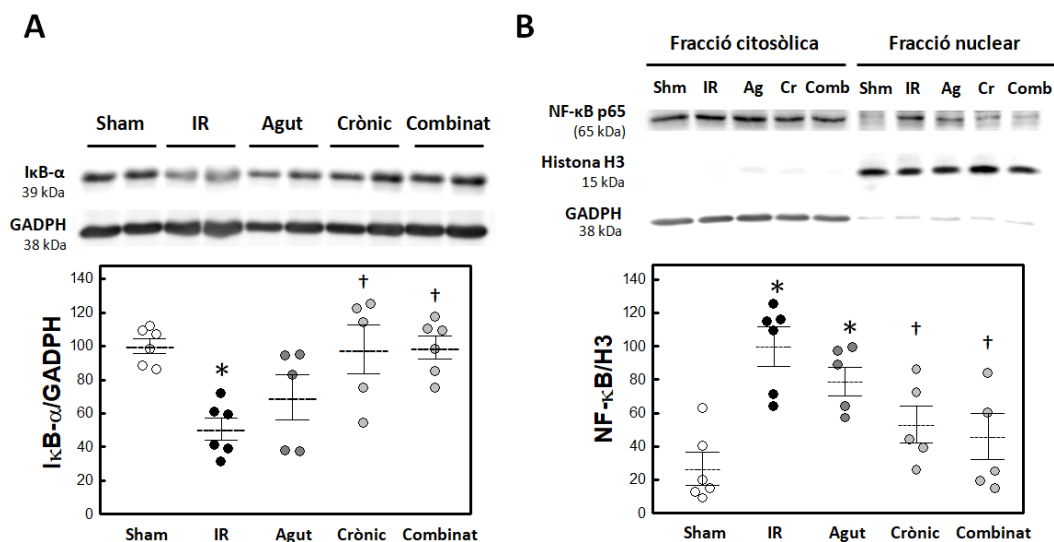 A
Sham IR Agut Crònic Combinat
IκB-α
39 kDa
GADPH
38 kDa
IκB-α/GADPH
140
120
100
80
60
40
20
0
*
†
†
Sham IR Agut Crònic Combinat
B
Fracció citosòlica Fracció nuclear
Shm IR Ag Cr Comb Shm IR Ag Cr Comb
NF-κB p65
(65 kDa)
Histona H3
15 kDa
GADPH
38 kDa
NF-κB/H3
140
120
100
80
60
40
20
0
*
*
†
†
Sham IR Agut Crònic Combinat